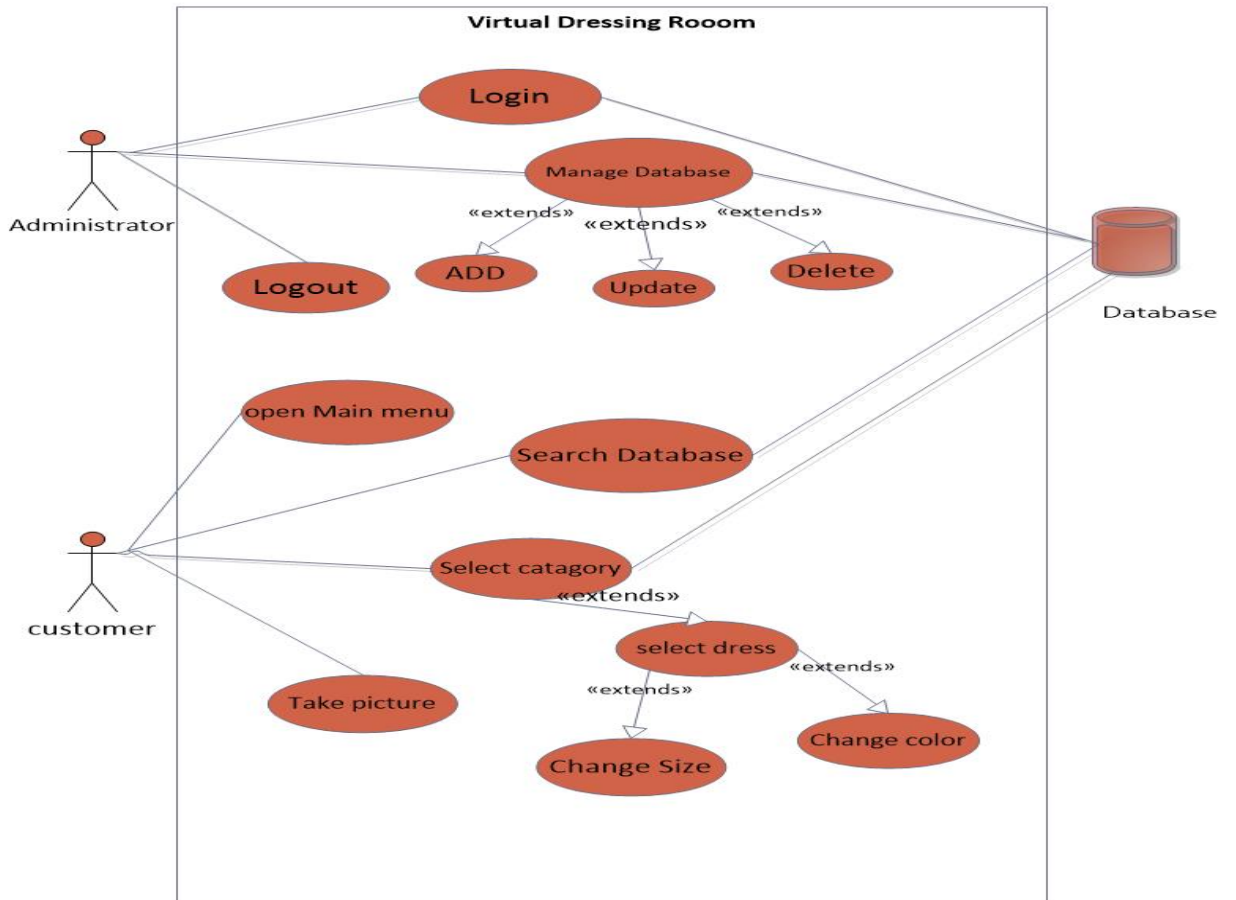 Virtual Dressing Rooom
Login
Manage Database
«extends»
«extends»
«extends»
Administrator
ADD
Update
Delete
Logout
Database
open Main menu
Search Database
Select catagory
«extends»
customer
select dress
«extends»
«extends»
Take picture
Change color
Change Size